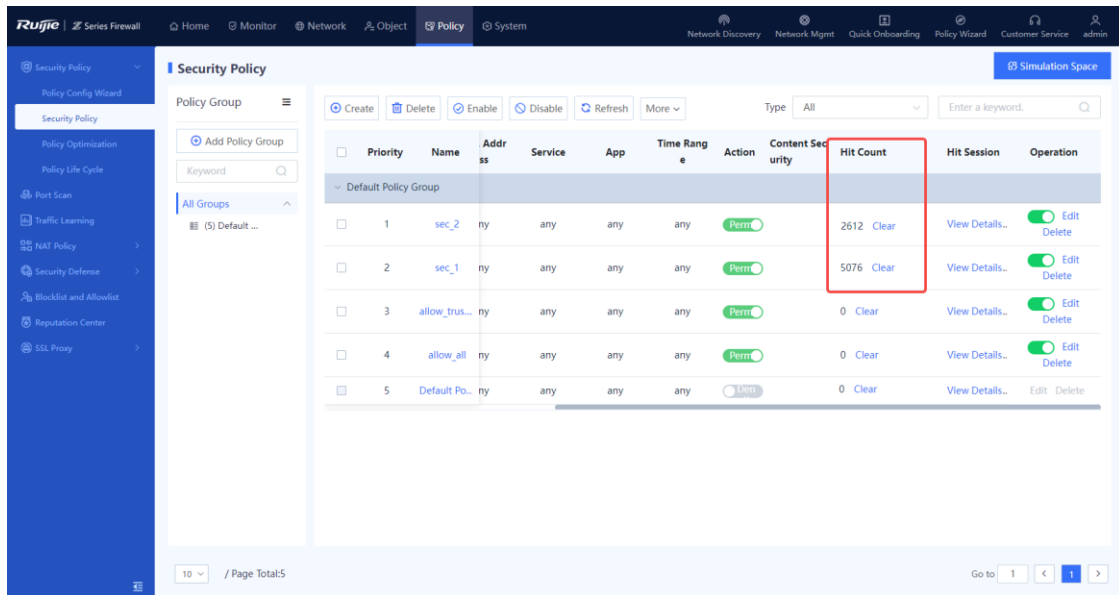 Ruijie | Z Series Firewall
Home
Monitor
Network
Object
Policy
System
Network Discovery
Network Mgmt
Quick Onboarding
Policy Wizard
Customer Service
admin
Security Policy
Policy Config Wizard
Security Policy
Policy Optimization
Policy Life Cycle
Port Scan
Traffic Learning
NAT Policy
Security Defense
Blocklist and Allowlist
Reputation Center
SSL Proxy
Security Policy
Simulation Space
Policy Group
Add Policy Group
Keyword
All Groups
(5) Default ...
Create Delete Enable Disable Refresh More
Type All
Enter a keyword.
Priority Name Addr
ss Service App Time Rang
e Action Content Sec
urity Hit Count Hit Session Operation
Default Policy Group
1 sec_2 ny any any any Perm 2612 Clear View Details.. Edit
Delete
2 sec_1 ny any any any Perm 5076 Clear View Details.. Edit
Delete
3 allow_trus... ny any any any Perm 0 Clear View Details.. Edit
Delete
4 allow_all ny any any any Perm 0 Clear View Details.. Edit
Delete
5 Default Po... ny any any any Den 0 Clear View Details.. Edit Delete
10 / Page Total:5
Go to 1 < 1 >